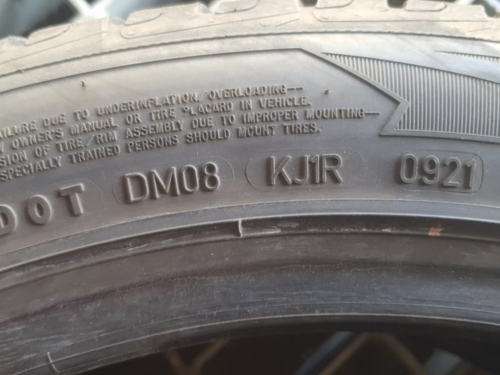 FAILURE DUE TO UNDERINFLATION, OVERLOADING—
OWNER'S MANUAL OR TIRE PLACARD IN VEHICLE.
SION OF TIRE/RIM ASSEMBLY DUE TO IMPROPER MOUNTING—
SPECIALLY TRAINED PERSONS SHOULD MOUNT TIRES.
DOT DM08 KJ1R 0921